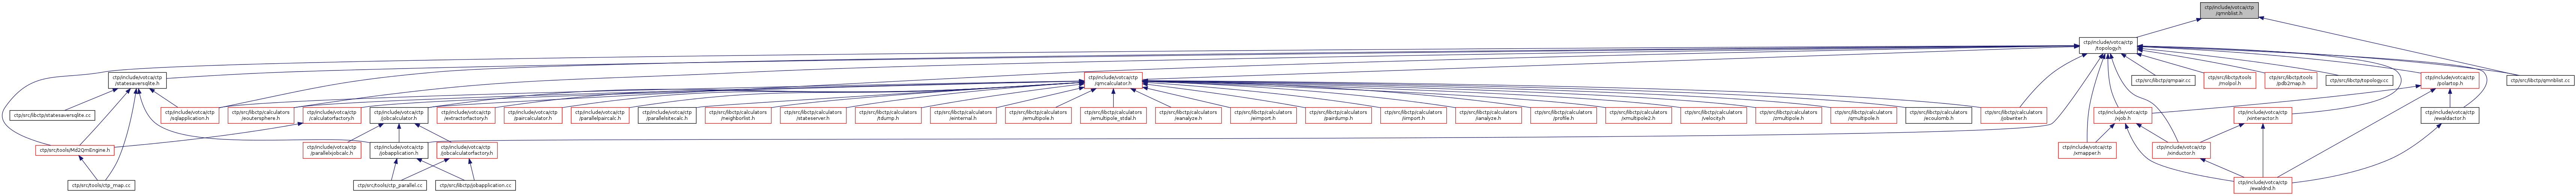 ctp/include/votca/ctp
/qmnblist.h
ctp/include/votca/ctp
/topology.h
ctp/include/votca/ctp
/statesaversqlite.h
ctp/include/votca/ctp
/qmcalculator.h
ctp/src/libctp/qmpair.cc
ctp/src/libctp/tools
/molpol.h
ctp/src/libctp/tools
/pdb2map.h
ctp/src/libctp/topology.cc
ctp/include/votca/ctp
/polartop.h
ctp/src/libctp/qmnblist.cc
ctp/src/libctp/statesaversqlite.cc
ctp/include/votca/ctp
/sqlapplication.h
ctp/src/libctp/calculators
/eoutersphere.h
ctp/include/votca/ctp
/calculatorfactory.h
ctp/include/votca/ctp
/jobcalculator.h
ctp/include/votca/ctp
/extractorfactory.h
ctp/include/votca/ctp
/paircalculator.h
ctp/include/votca/ctp
/parallelpaircalc.h
ctp/include/votca/ctp
/parallelsitecalc.h
ctp/src/libctp/calculators
/neighborlist.h
ctp/src/libctp/calculators
/stateserver.h
ctp/src/libctp/calculators
/tdump.h
ctp/src/libctp/calculators
/einternal.h
ctp/src/libctp/calculators
/emultipole.h
ctp/src/libctp/calculators
/emultipole_stdal.h
ctp/src/libctp/calculators
/eanalyze.h
ctp/src/libctp/calculators
/eimport.h
ctp/src/libctp/calculators
/pairdump.h
ctp/src/libctp/calculators
/iimport.h
ctp/src/libctp/calculators
/ianalyze.h
ctp/src/libctp/calculators
/profile.h
ctp/src/libctp/calculators
/xmultipole2.h
ctp/src/libctp/calculators
/velocity.h
ctp/src/libctp/calculators
/zmultipole.h
ctp/src/libctp/calculators
/qmultipole.h
ctp/src/libctp/calculators
/ecoulomb.h
ctp/src/libctp/calculators
/jobwriter.h
ctp/include/votca/ctp
/xjob.h
ctp/include/votca/ctp
/xinteractor.h
ctp/include/votca/ctp
/ewaldactor.h
ctp/src/tools/Md2QmEngine.h
ctp/include/votca/ctp
/parallelxjobcalc.h
ctp/include/votca/ctp
/jobapplication.h
ctp/include/votca/ctp
/jobcalculatorfactory.h
ctp/include/votca/ctp
/xmapper.h
ctp/include/votca/ctp
/xinductor.h
ctp/src/tools/ctp_map.cc
ctp/src/tools/ctp_parallel.cc
ctp/src/libctp/jobapplication.cc
ctp/include/votca/ctp
/ewaldnd.h